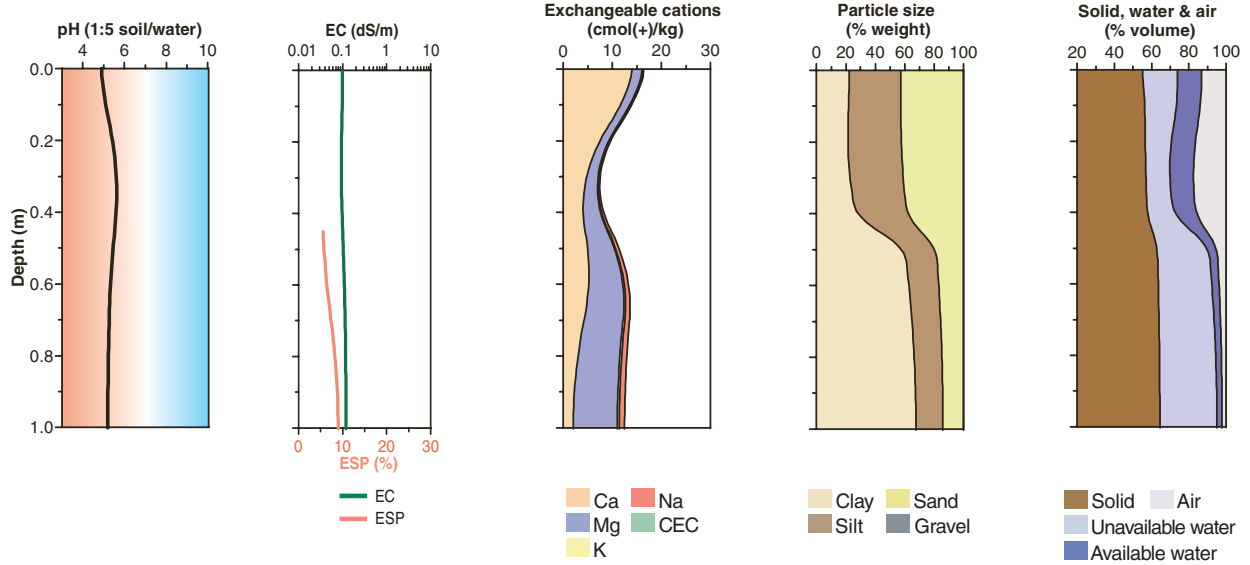 pH (1:5 soil/water)
4 6 8 10
0.0
0.2
0.4
0.6
0.8
1.0
Depth (m)
EC (dS/m)
0.01 0.1 1 10
0 10 20 30
ESP (%)
EC
ESP
Exchangeable cations
(cmol(+)/kg)
0 10 20 30
Ca
Na
Mg
CEC
K
Particle size
(% weight)
0 20 40 60 80 100
Clay
Sand
Silt
Gravel
Solid, water & air
(% volume)
20 40 60 80 100
Solid
Air
Unavailable water
Available water